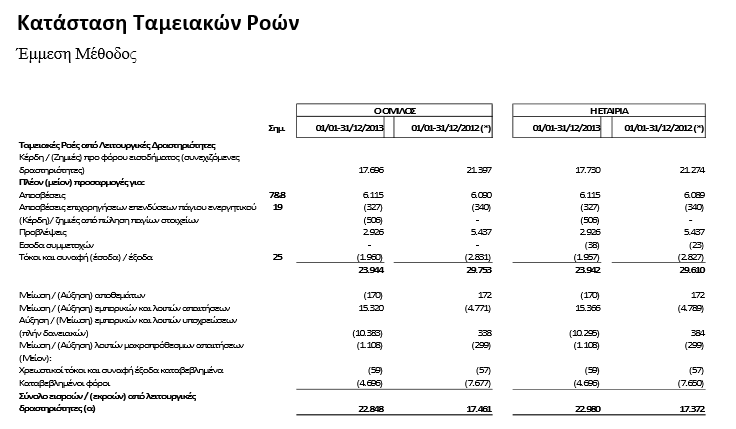 Κατάσταση Ταμειακών Ροών
Έμμεση Μέθοδος
Ο ΟΜΙΛΟΣ Η ΕΤΑΙΡΙΑ
Σημ. 01/01-31/12/2013 01/01-31/12/2012 (*) 01/01-31/12/2013 01/01-31/12/2012 (*)
Ταμειακές Ροές από Λειτουργικές Δραστηριότητες
Κέρδη / (Ζημιές) προ φόρου εισοδήματος (συνεχιζόμενες
δραστηριότητες) 17.696 21.397 17.730 21.274
Πλέον (μείον) προσαρμογές για:
Αποσβέσεις 7&8 6.115 6.090 6.115 6.089
Αποσβέσεις επιχορηγήσεων επενδύσεων πάγιου ενεργητικού 19 (327) (340) (327) (340)
(Κέρδη)/ ζημιές από πώληση παγίων στοιχείων (506) - (506) -
Προβλέψεις 2.926 5.437 2.926 5.437
Εσοδα συμμετοχών - - (38) (23)
Τόκοι και συναφή (έσοδα) / έξοδα 25 (1.960) (2.831) (1.957) (2.827)
23.944 29.753 23.942 29.610
Μείωση / (Αύξηση) αποθεμάτων (170) 172 (170) 172
Μείωση / (Αύξηση) εμπορικών και λοιπών απαιτήσεων 15.320 (4.771) 15.366 (4.789)
Αύξηση / (Μείωση) εμπορικών και λοιπών υποχρεώσεων
(πλήν δανειακών) (10.383) 338 (10.295) 384
Μείωση / (Αύξηση) λοιπών μακροπρόθεσμων απαιτήσεων (1.108) (299) (1.108) (299)
(Μείον):
Χρεωστικοί τόκοι και συναφή έξοδα καταβεβλημένα (59) (57) (59) (57)
Καταβεβλημένοι φόροι (4.696) (7.677) (4.696) (7.650)
Σύνολο εισροών / (εκροών) από λειτουργικές
δραστηριότητες (α) 22.848 17.461 22.980 17.372